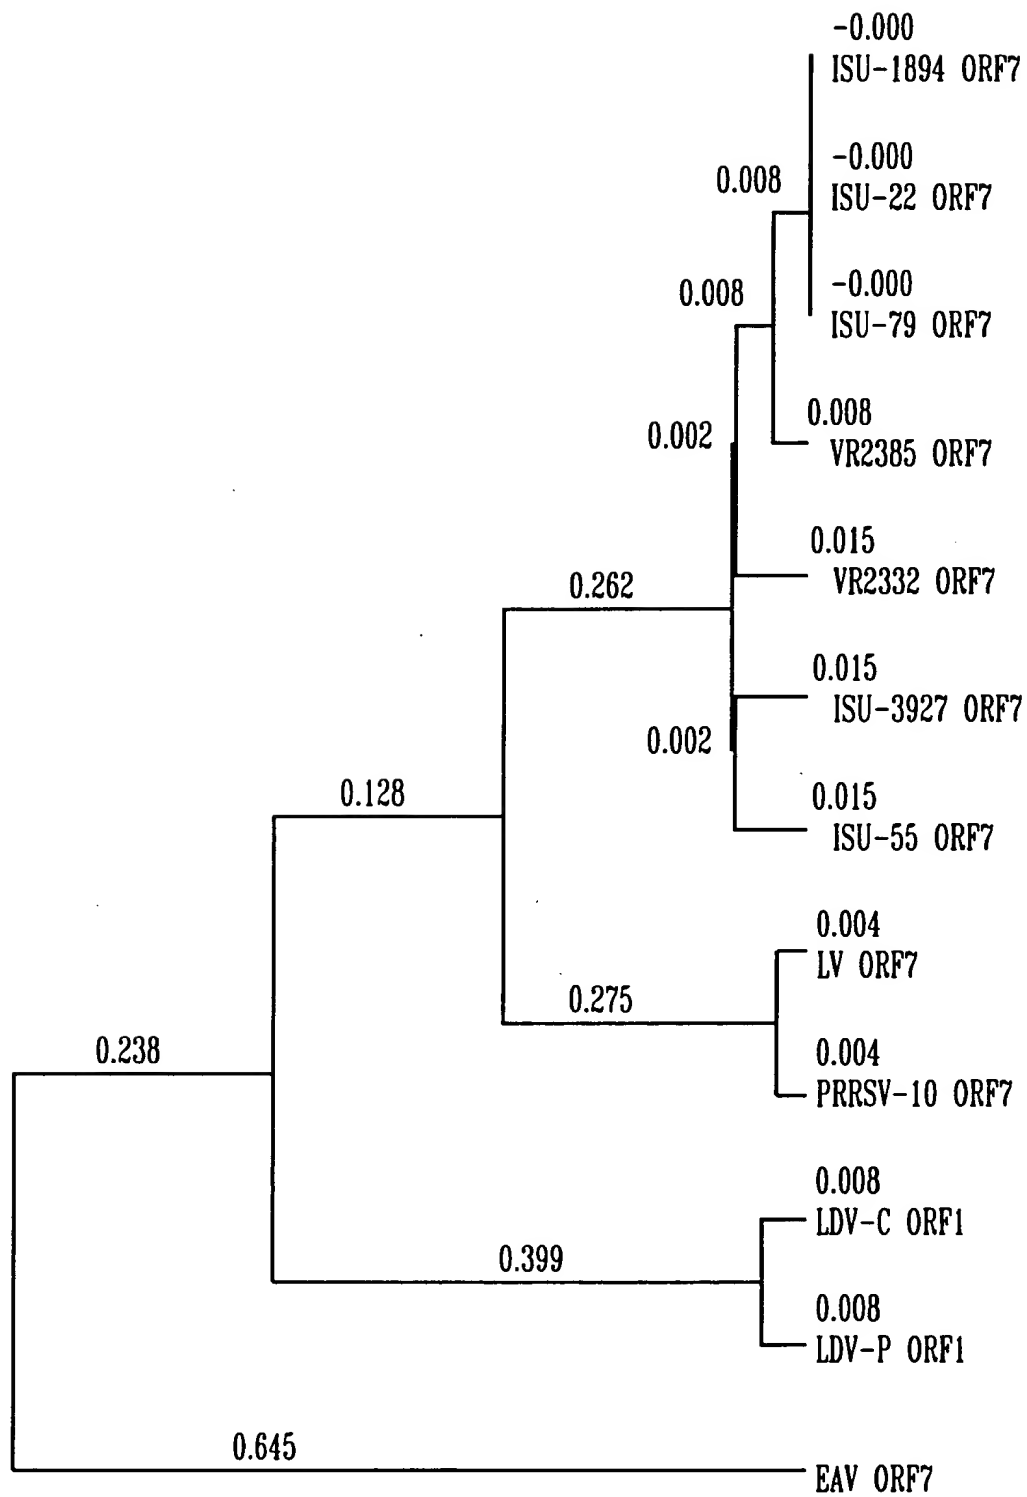 -0.000
ISU-1894 ORF7
-0.000
0.008
ISU-22 ORF7
-0.000
0.008
ISU-79 ORF7
0.008
0.002
VR2385 ORF7
0.015
VR2332 ORF7
0.262
0.015
ISU-3927 ORF7
0.002
0.128
0.015
ISU-55 ORF7
0.004
LV ORF7
0.275
0.238
0.004
PRRSV-10 ORF7
0.008
LDV-C ORF1
0.399
0.008
LDV-P ORF1
0.645
EAV ORF7